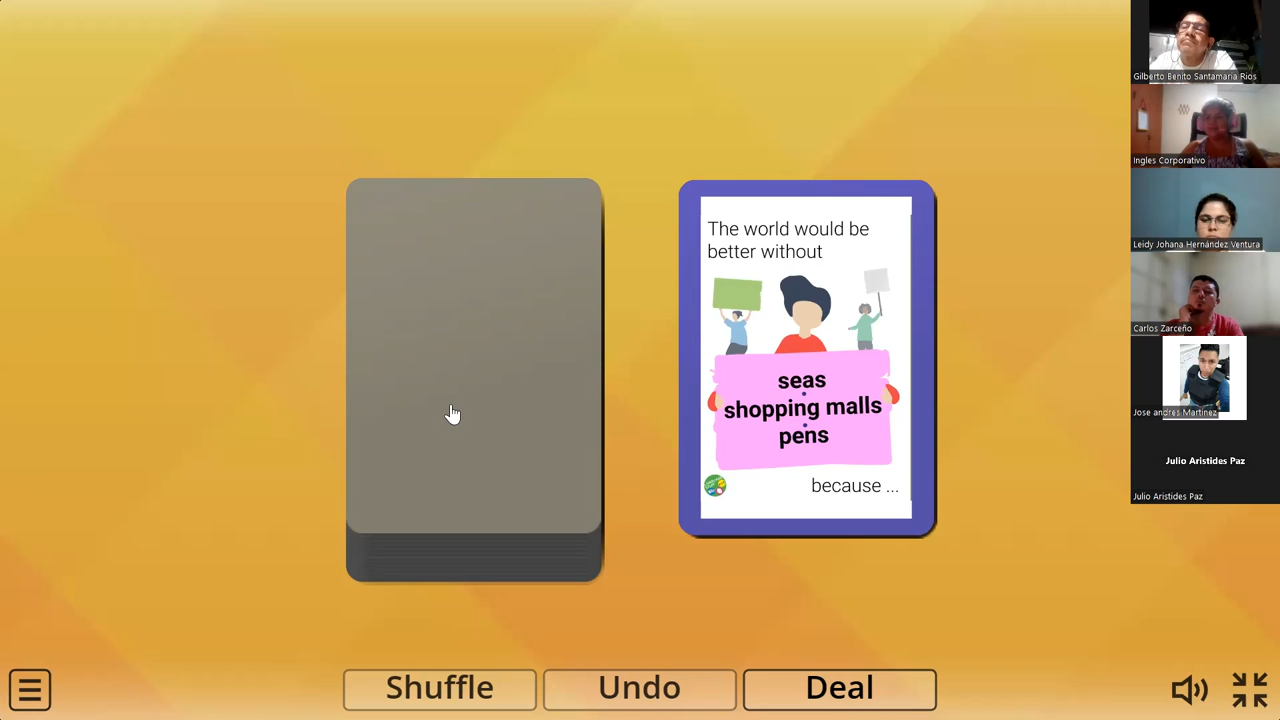 The world would be
better without
seas
shopping malls
pens
because ...
Shuffle
Undo
Deal
Gilberto Benito Santamaria Rios
Ingles Corporativo
Leidy Johana Hernández Ventura
Carlos Zarceño
Jose andres Martinez
Julio Aristides Paz
Julio Aristides Paz